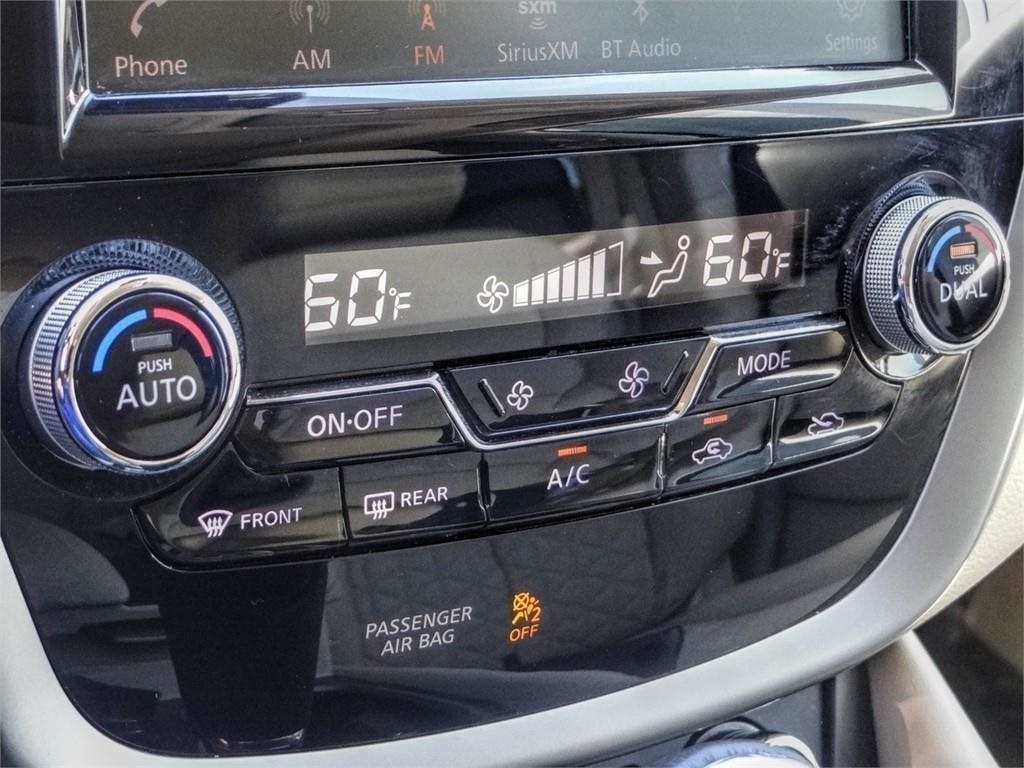 Phone AM FM sxm SiriusXM BT Audio Settings
60°F 60°F
PUSH AUTO
PUSH DUAL
ON•OFF MODE
FRONT REAR A/C
PASSENGER
AIR BAG
2
OFF